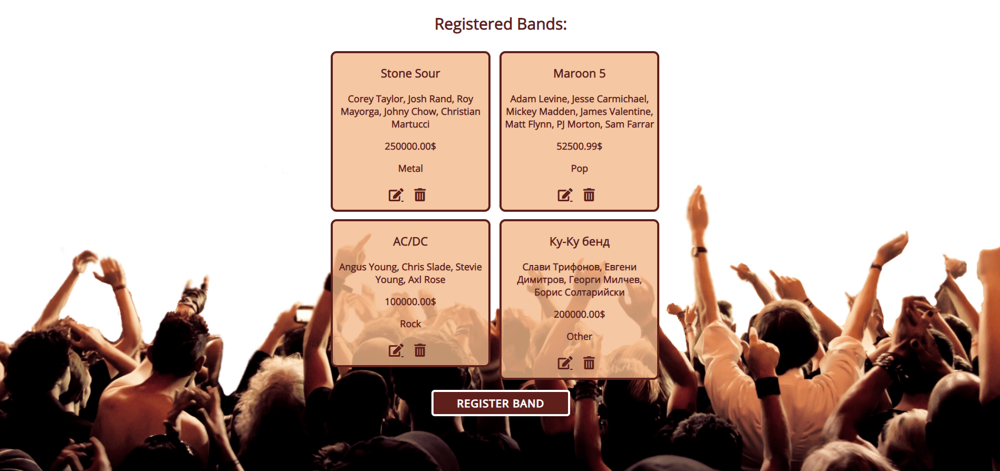 Registered Bands:
Stone Sour
Corey Taylor, Josh Rand, Roy
Mayorga, Johny Chow, Christian
Martucci
250000.00$
Metal
Maroon 5
Adam Levine, Jesse Carmichael,
Mickey Madden, James Valentine,
Matt Flynn, PJ Morton, Sam Farrar
52500.99$
Pop
AC/DC
Angus Young, Chris Slade, Stevie
Young, Axl Rose
100000.00$
Rock
Ку-Ку бенд
Слави Трифонов, Евгени
Димитров, Георги Милчев,
Борис Солтарийски
200000.00$
Other
REGISTER BAND